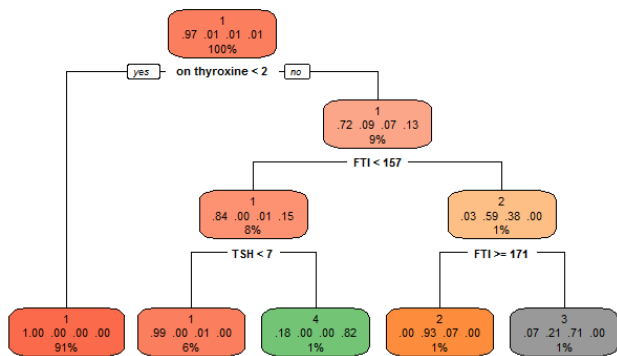 1
.97 .01 .01 .01
100%
yes on thyroxine < 2 no
1
.72 .09 .07 .13
9%
FTI < 157
1
.84 .00 .01 .15
8%
2
.03 .59 .38 .00
1%
TSH < 7
FTI >= 171
1
1.00 .00 .00 .00
91%
1
.99 .00 .01 .00
6%
4
.18 .00 .00 .82
1%
2
.00 .93 .07 .00
1%
3
.07 .21 .71 .00
1%